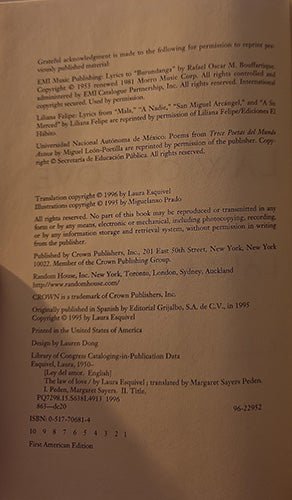 Grateful acknowledgment is made to the following for permission to reprint pre-
viously published material:
EMI Music Publishing: Lyrics to "Burundanga" by Rafael Oscar M. Bouffartique.
Copyright © 1953 renewed 1981 Morro Music Corp. All rights controlled and
administered by EMI Catalogue Partnership, Inc. All rights reserved. International
copyright secured. Used by permission.
Liliana Felipe: Lyrics from "Mala," "A Nadie," "San Miguel Arcángel," and "A Su
Merced" by Liliana Felipe are reprinted by permission of Liliana Felipe/Ediciones El
Hábito.
Universidad Nacional Autónoma de México: Poems from Trece Poetas del Mundo
Azteca by Miguel León-Portilla are reprinted by permission of the publisher. Copy-
right © Secretaría de Educación Pública. All rights reserved.
Translation copyright © 1996 by Laura Esquivel
Illustrations copyright © 1995 by Miguelanxo Prado
All rights reserved. No part of this book may be reproduced or transmitted in any
form or by any means, electronic or mechanical, including photocopying, recording,
or by any information storage and retrieval system, without permission in writing
from the publisher.
Published by Crown Publishers, Inc., 201 East 50th Street, New York, New York
10022. Member of the Crown Publishing Group.
Random House, Inc. New York, Toronto, London, Sydney, Auckland
http://www.randomhouse.com/
CROWN is a trademark of Crown Publishers, Inc.
Originally published in Spanish by Editorial Grijalbo, S.A. de C.V., in 1995
Copyright © 1995 by Laura Esquivel
Printed in the United States of America
Design by Lauren Dong
Library of Congress Cataloging-in-Publication Data
Esquivel, Laura, 1950–
[Ley del amor. English]
The law of love / by Laura Esquivel ; translated by Margaret Sayers Peden.
I. Peden, Margaret Sayers. II. Title.
PQ7298.15.S6381.4913 1996
863—dc20 96-22952
ISBN: 0-517-70681-4
10 9 8 7 6 5 4 3 2 1
First American Edition